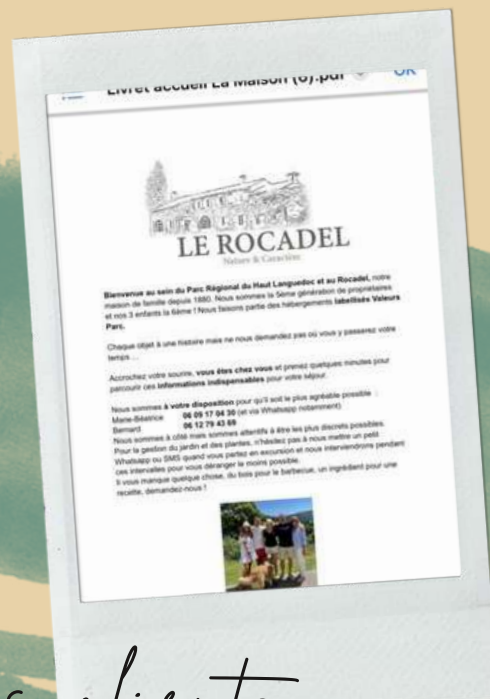 Livret accueil La Maison (6).pdf
OK
LE ROCADEL
Nature & Caractère
Bienvenue au sein du Parc Régional du Haut Languedoc et au Rocadel, notre
maison de famille depuis 1880. Nous sommes la 5ème génération de propriétaires
et nos 3 enfants la 6ème ! Nous faisons partie des hébergements labellisés Valeurs
Parc.
Chaque objet à une histoire mais ne nous demandez pas où vous y passerez votre
temps ...
Accrochez votre sourire, vous êtes chez vous et prenez quelques minutes pour
parcourir ces informations indispensables pour votre séjour.
Nous sommes à votre disposition pour qu'il soit le plus agréable possible :
Marie-Béatrice 06 09 17 04 30 (et via Whatsapp notamment)
Bernard 06 12 79 43 69
Nous sommes à côté mais sommes attentifs à être les plus discrets possibles.
Pour la gestion du jardin et des plantes, n'hésitez pas à nous mettre un petit
Whatsapp ou SMS quand vous partez en excursion et nous interviendrons pendant
ces intervalles pour vous déranger le moins possible.
Il vous manque quelque chose, du bois pour le barbecue, un ingrédient pour une
recette, demandez-nous !